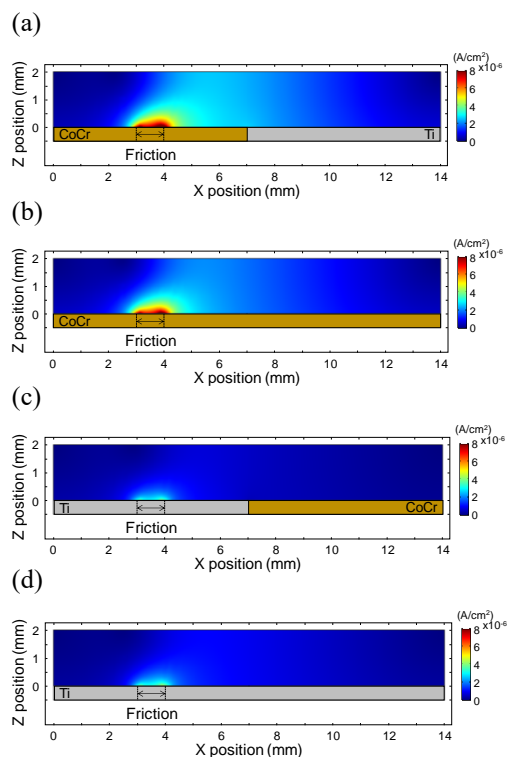 (a)
(A/cm²)
8 x10⁻⁶
6
4
2
0
Z position (mm)
2
1
0
CoCr
Ti
Friction
0 2 4 6 8 10 12 14
X position (mm)
(b)
(A/cm²)
8 x10⁻⁶
6
4
2
0
Z position (mm)
2
1
0
CoCr
Friction
0 2 4 6 8 10 12 14
X position (mm)
(c)
(A/cm²)
8 x10⁻⁶
6
4
2
0
Z position (mm)
2
1
0
Ti
CoCr
Friction
0 2 4 6 8 10 12 14
X position (mm)
(d)
(A/cm²)
8 x10⁻⁶
6
4
2
0
Z position (mm)
2
1
0
Ti
Friction
0 2 4 6 8 10 12 14
X position (mm)